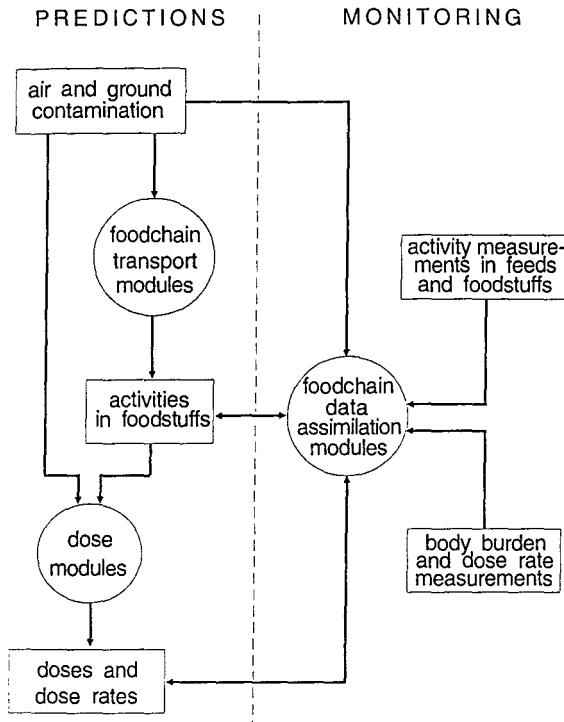 PREDICTIONS
MONITORING
air and ground
contamination
foodchain
transport
modules
activity measure-
ments in feeds
and foodstuffs
activities
in foodstuffs
foodchain
data
assimilation
modules
dose
modules
body burden
and dose rate
measurements
doses and
dose rates